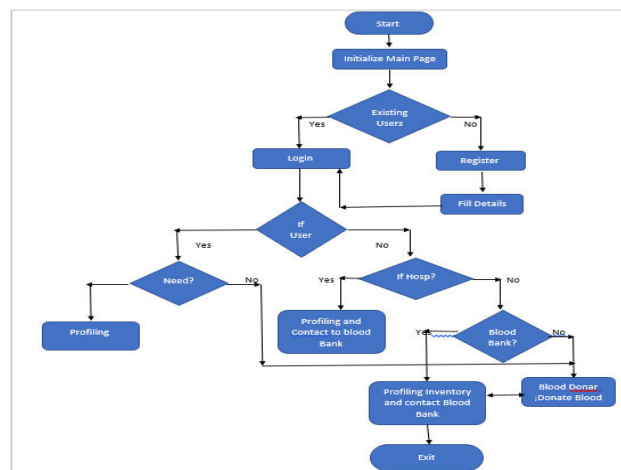 Start
Initialize Main Page
Existing
Users
Yes
No
Login
Register
Fill Details
If
User
Yes
No
Need?
No
If Hosp?
Yes
No
Profiling
Profiling and
Contact to blood
Bank
Blood
Bank?
Yes
No
Profiling Inventory
and contact Blood
Bank
Blood Donar
;Donate Blood
Exit